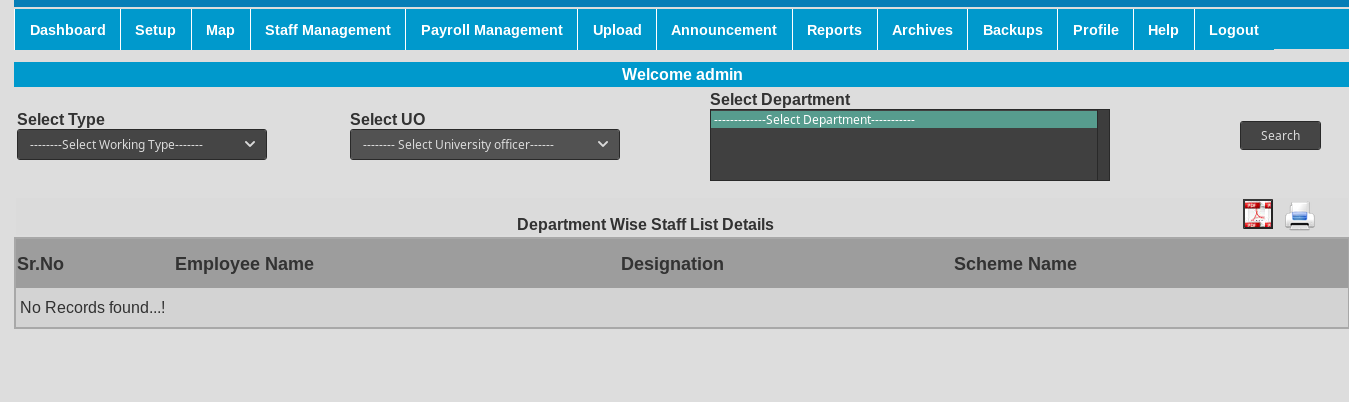 Dashboard Setup Map Staff Management Payroll Management Upload Announcement Reports Archives Backups Profile Help Logout
Welcome admin
Select Department
Select Type Select UO
-------------Select Department-----------
--------Select Working Type------- -------- Select University officer------ Search
Department Wise Staff List Details
Sr.No Employee Name Designation Scheme Name
No Records found...!